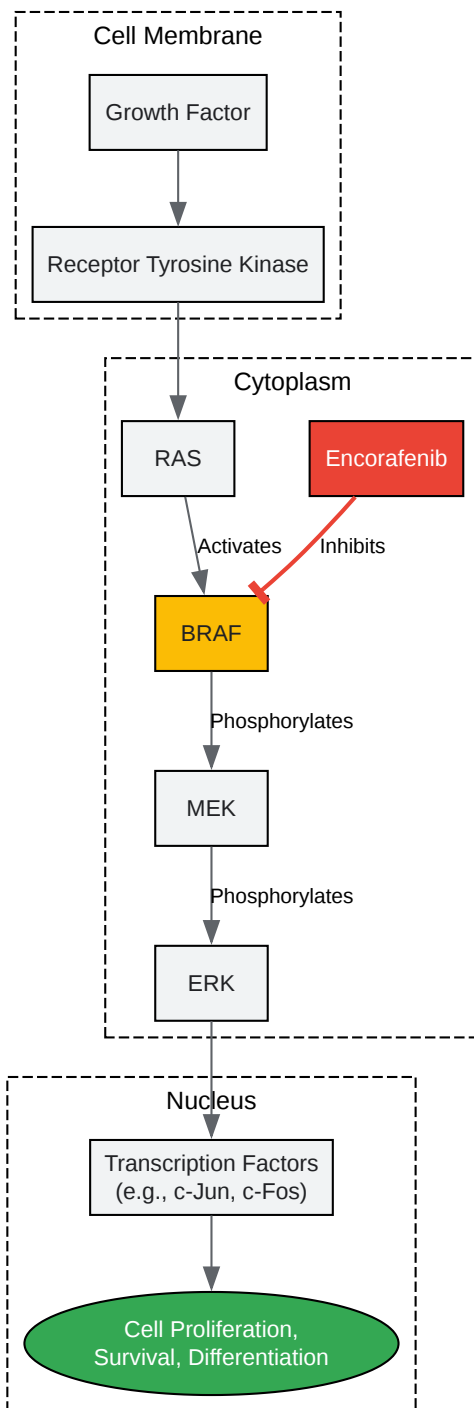 Cell Membrane
Growth Factor
Receptor Tyrosine Kinase
Cytoplasm
RAS
Encorafenib
Activates
Inhibits
BRAF
Phosphorylates
MEK
Phosphorylates
ERK
Nucleus
Transcription Factors
(e.g., c-Jun, c-Fos)
Cell Proliferation,
Survival, Differentiation